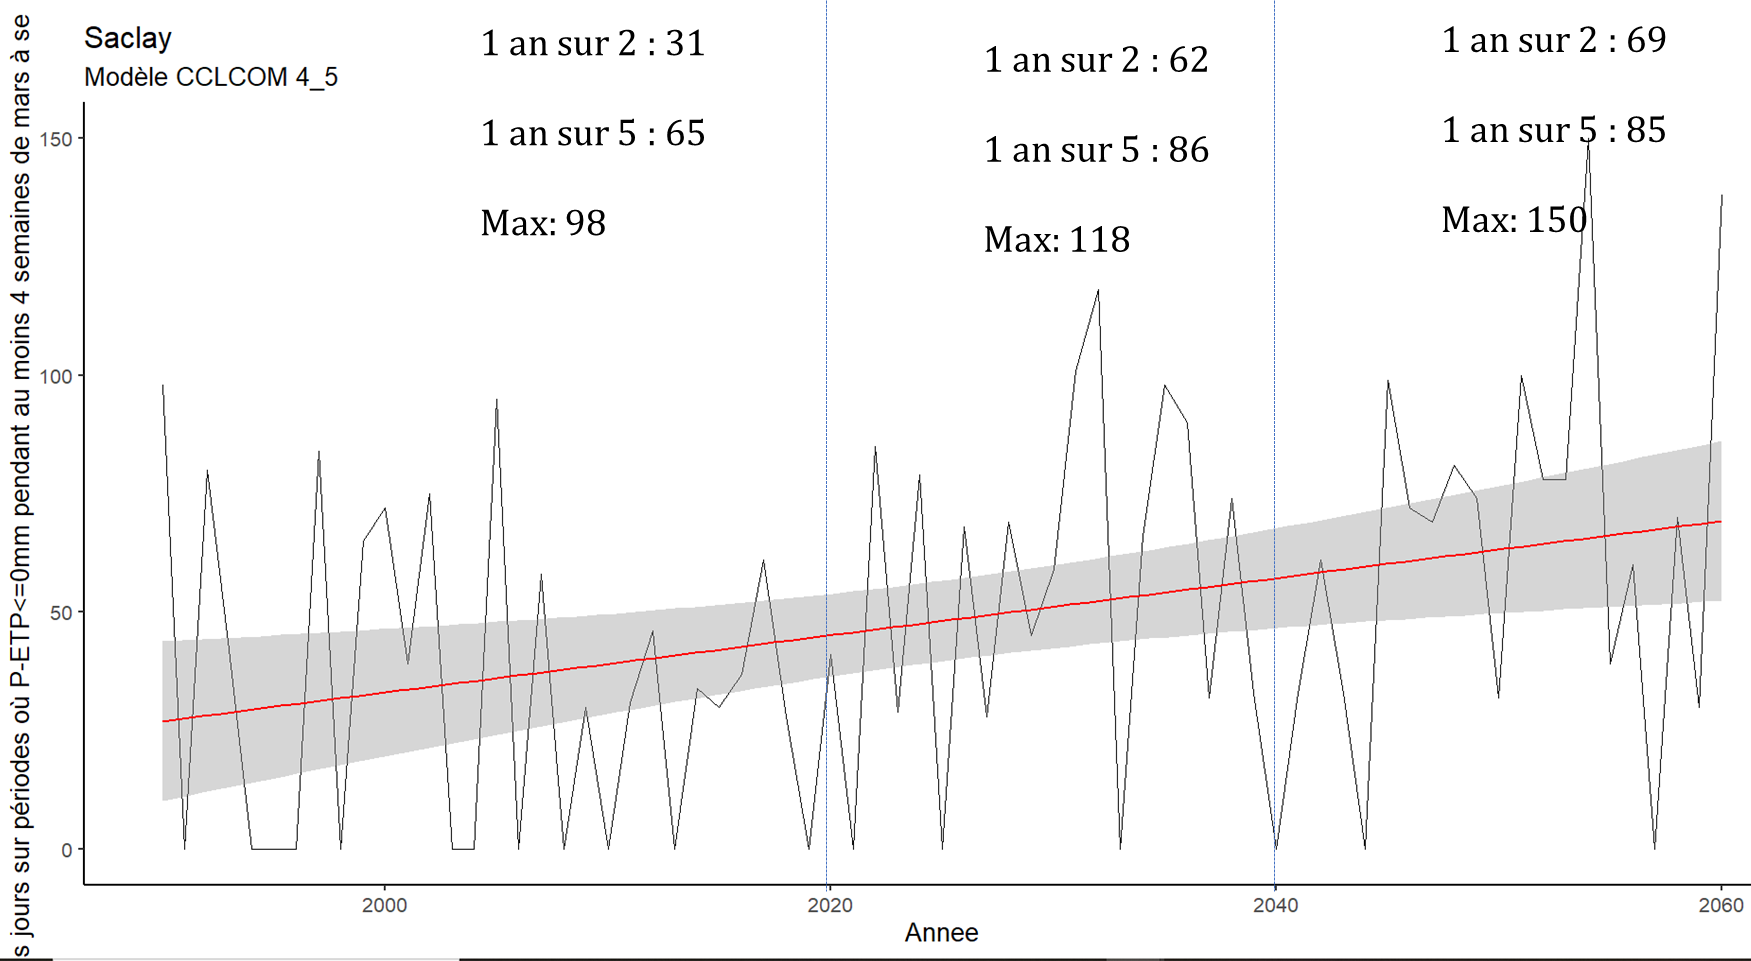 Saclay
Modèle CCLCOM 4_5
1 an sur 2 : 31
1 an sur 5 : 65
Max: 98
1 an sur 2 : 62
1 an sur 5 : 86
Max: 118
1 an sur 2 : 69
1 an sur 5 : 85
Max: 150
s jours sur périodes où P-ETP<=0mm pendant au moins 4 semaines de mars à se
150
100
50
0
2000
2020
2040
2060
Annee